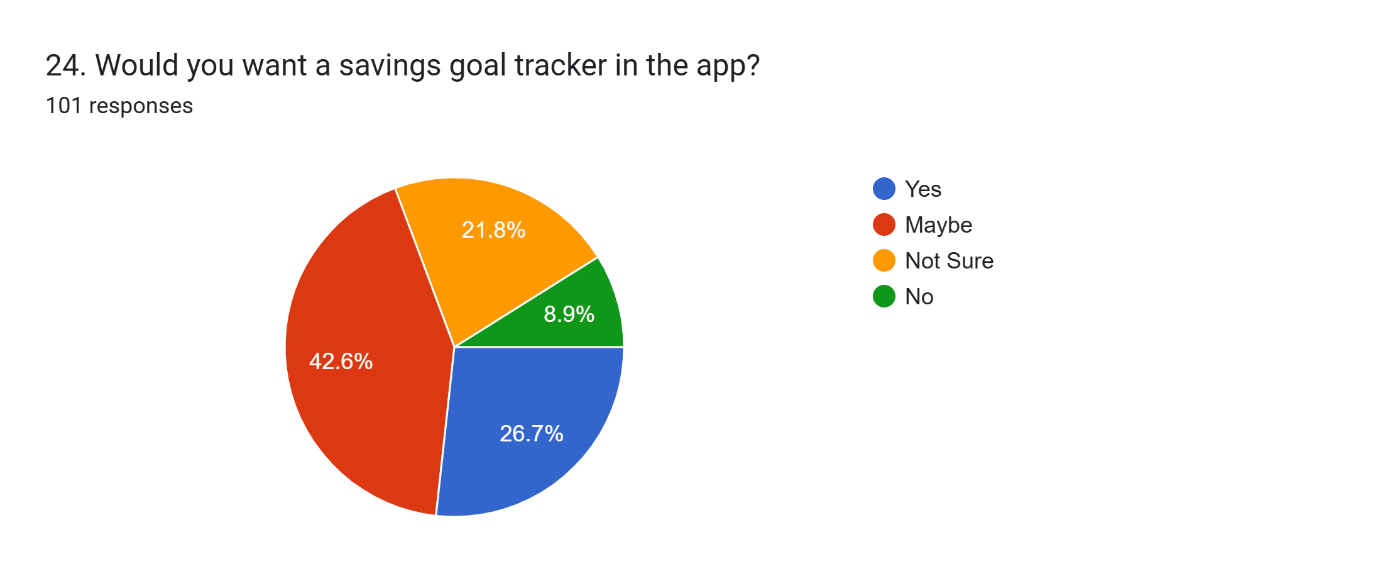 24. Would you want a savings goal tracker in the app?
101 responses
Yes
Maybe
Not Sure
No
21.8%
8.9%
42.6%
26.7%